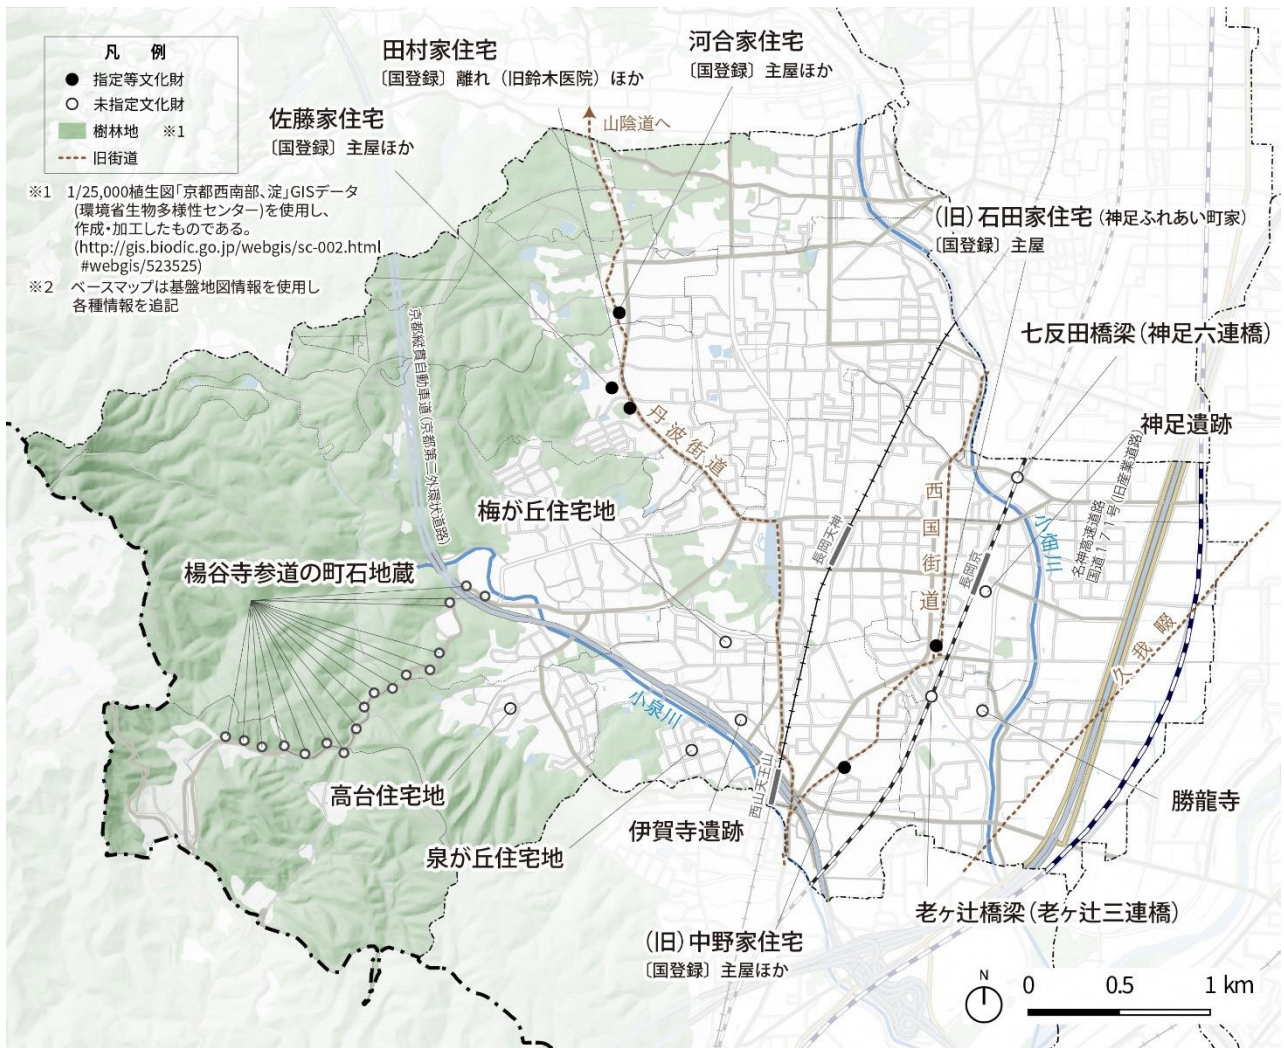 凡 例
指定等文化財
未指定文化財
樹林地 ※1
旧街道
※1 1/25,000植生図「京都西南部、淀」GISデータ
(環境省生物多様性センター)を使用し、
作成・加工したものである。
(http://gis.biodic.go.jp/webgis/sc-002.html
#webgis/523525)
※2 ベースマップは基盤地図情報を使用し
各種情報を追記
田村家住宅
〔国登録〕離れ（旧鈴木医院）ほか
河合家住宅
〔国登録〕主屋ほか
佐藤家住宅
〔国登録〕主屋ほか
山陰道へ
(旧)石田家住宅(神足ふれあい町家)
〔国登録〕主屋
七反田橋梁(神足六連橋)
神足遺跡
京都縦貫自動車道(京都第二外環状道路)
丹波街道
西国街道
梅が丘住宅地
長岡天神
長岡京
小畑川
名神高速道路
国道171号(旧産業道路)
久我畷
楊谷寺参道の町石地蔵
小泉川
西山天王山
高台住宅地
泉が丘住宅地
伊賀寺遺跡
勝龍寺
老ヶ辻橋梁(老ヶ辻三連橋)
(旧)中野家住宅
〔国登録〕主屋ほか
N
0 0.5 1 km